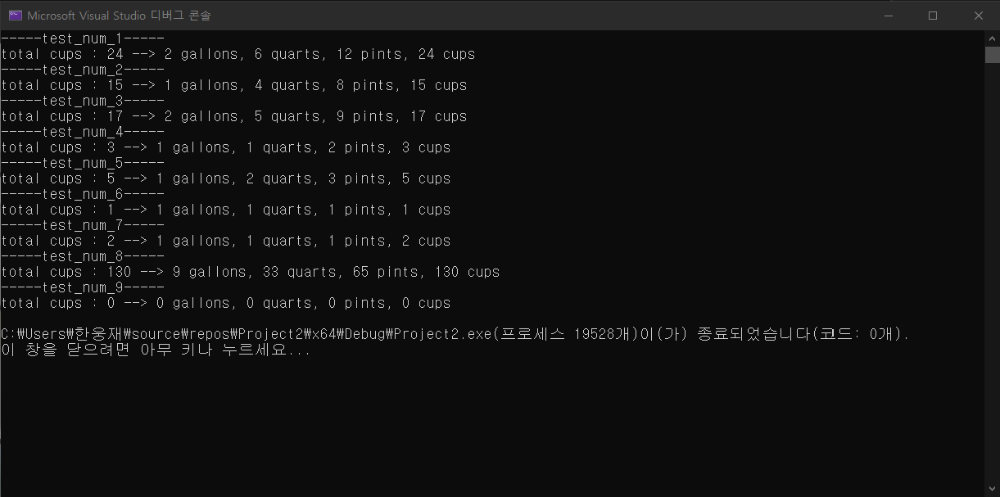 Microsoft Visual Studio 디버그 콘솔
-----test_num_1-----
total cups : 24 --> 2 gallons, 6 quarts, 12 pints, 24 cups
-----test_num_2-----
total cups : 15 --> 1 gallons, 4 quarts, 8 pints, 15 cups
-----test_num_3-----
total cups : 17 --> 2 gallons, 5 quarts, 9 pints, 17 cups
-----test_num_4-----
total cups : 3 --> 1 gallons, 1 quarts, 2 pints, 3 cups
-----test_num_5-----
total cups : 5 --> 1 gallons, 2 quarts, 3 pints, 5 cups
-----test_num_6-----
total cups : 1 --> 1 gallons, 1 quarts, 1 pints, 1 cups
-----test_num_7-----
total cups : 2 --> 1 gallons, 1 quarts, 1 pints, 2 cups
-----test_num_8-----
total cups : 130 --> 9 gallons, 33 quarts, 65 pints, 130 cups
-----test_num_9-----
total cups : 0 --> 0 gallons, 0 quarts, 0 pints, 0 cups
C:₩Users₩한웅재₩source₩repos₩Project2₩x64₩Debug₩Project2.exe(프로세스 19528개)이(가) 종료되었습니다(코드: 0개).
이 창을 닫으려면 아무 키나 누르세요...